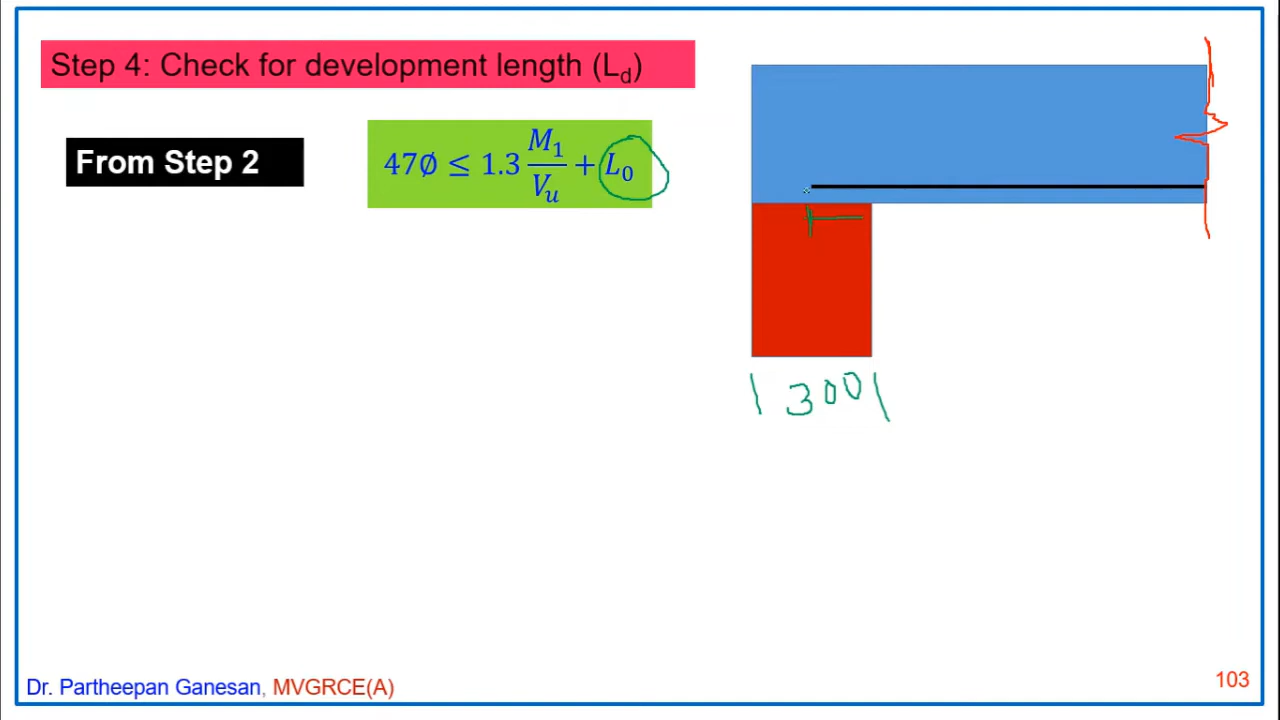 Step 4: Check for development length (Ld)
From Step 2
47∅ ≤ 1.3 M1/Vu + L0
300
Dr. Partheepan Ganesan, MVGRCE(A)
103